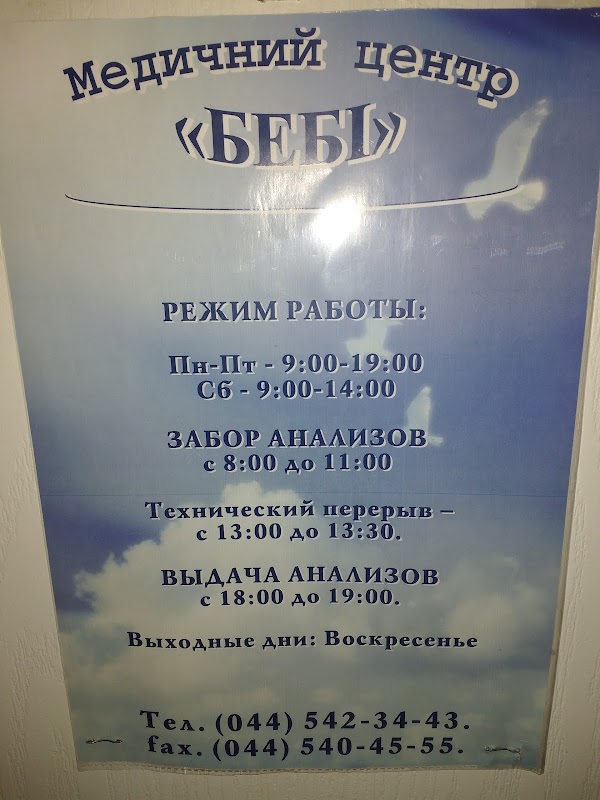 Медичний центр
«БЕБІ»
РЕЖИМ РАБОТЫ:
Пн-Пт - 9:00-19:00
Сб - 9:00-14:00
ЗАБОР АНАЛИЗОВ
с 8:00 до 11:00
Технический перерыв –
с 13:00 до 13:30.
ВЫДАЧА АНАЛИЗОВ
с 18:00 до 19:00.
Выходные дни: Воскресенье
Тел. (044) 542-34-43.
fax. (044) 540-45-55.